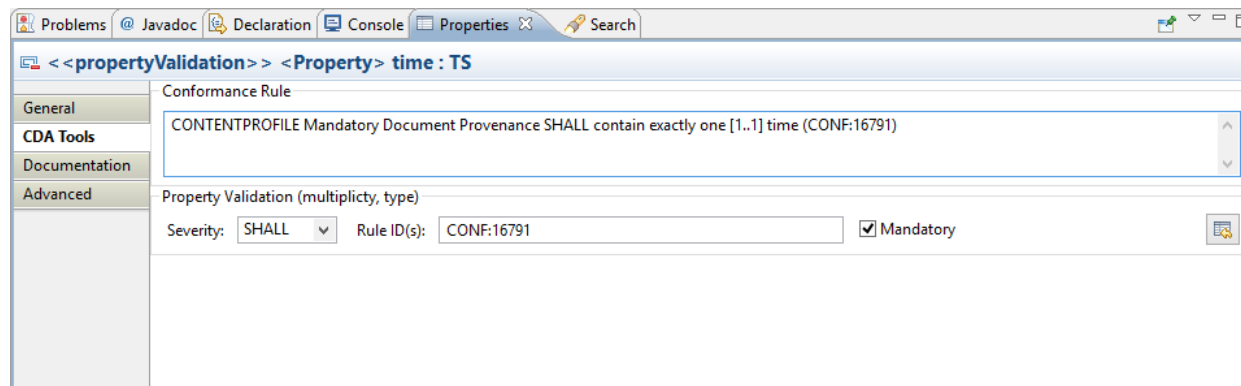 Problems @ Javadoc Declaration Console Properties Search
<<propertyValidation>> <Property> time : TS
General
CDA Tools
Documentation
Advanced
Conformance Rule
CONTENTPROFILE Mandatory Document Provenance SHALL contain exactly one [1..1] time (CONF:16791)
Property Validation (multiplicty, type)
Severity: SHALL Rule ID(s): CONF:16791 Mandatory